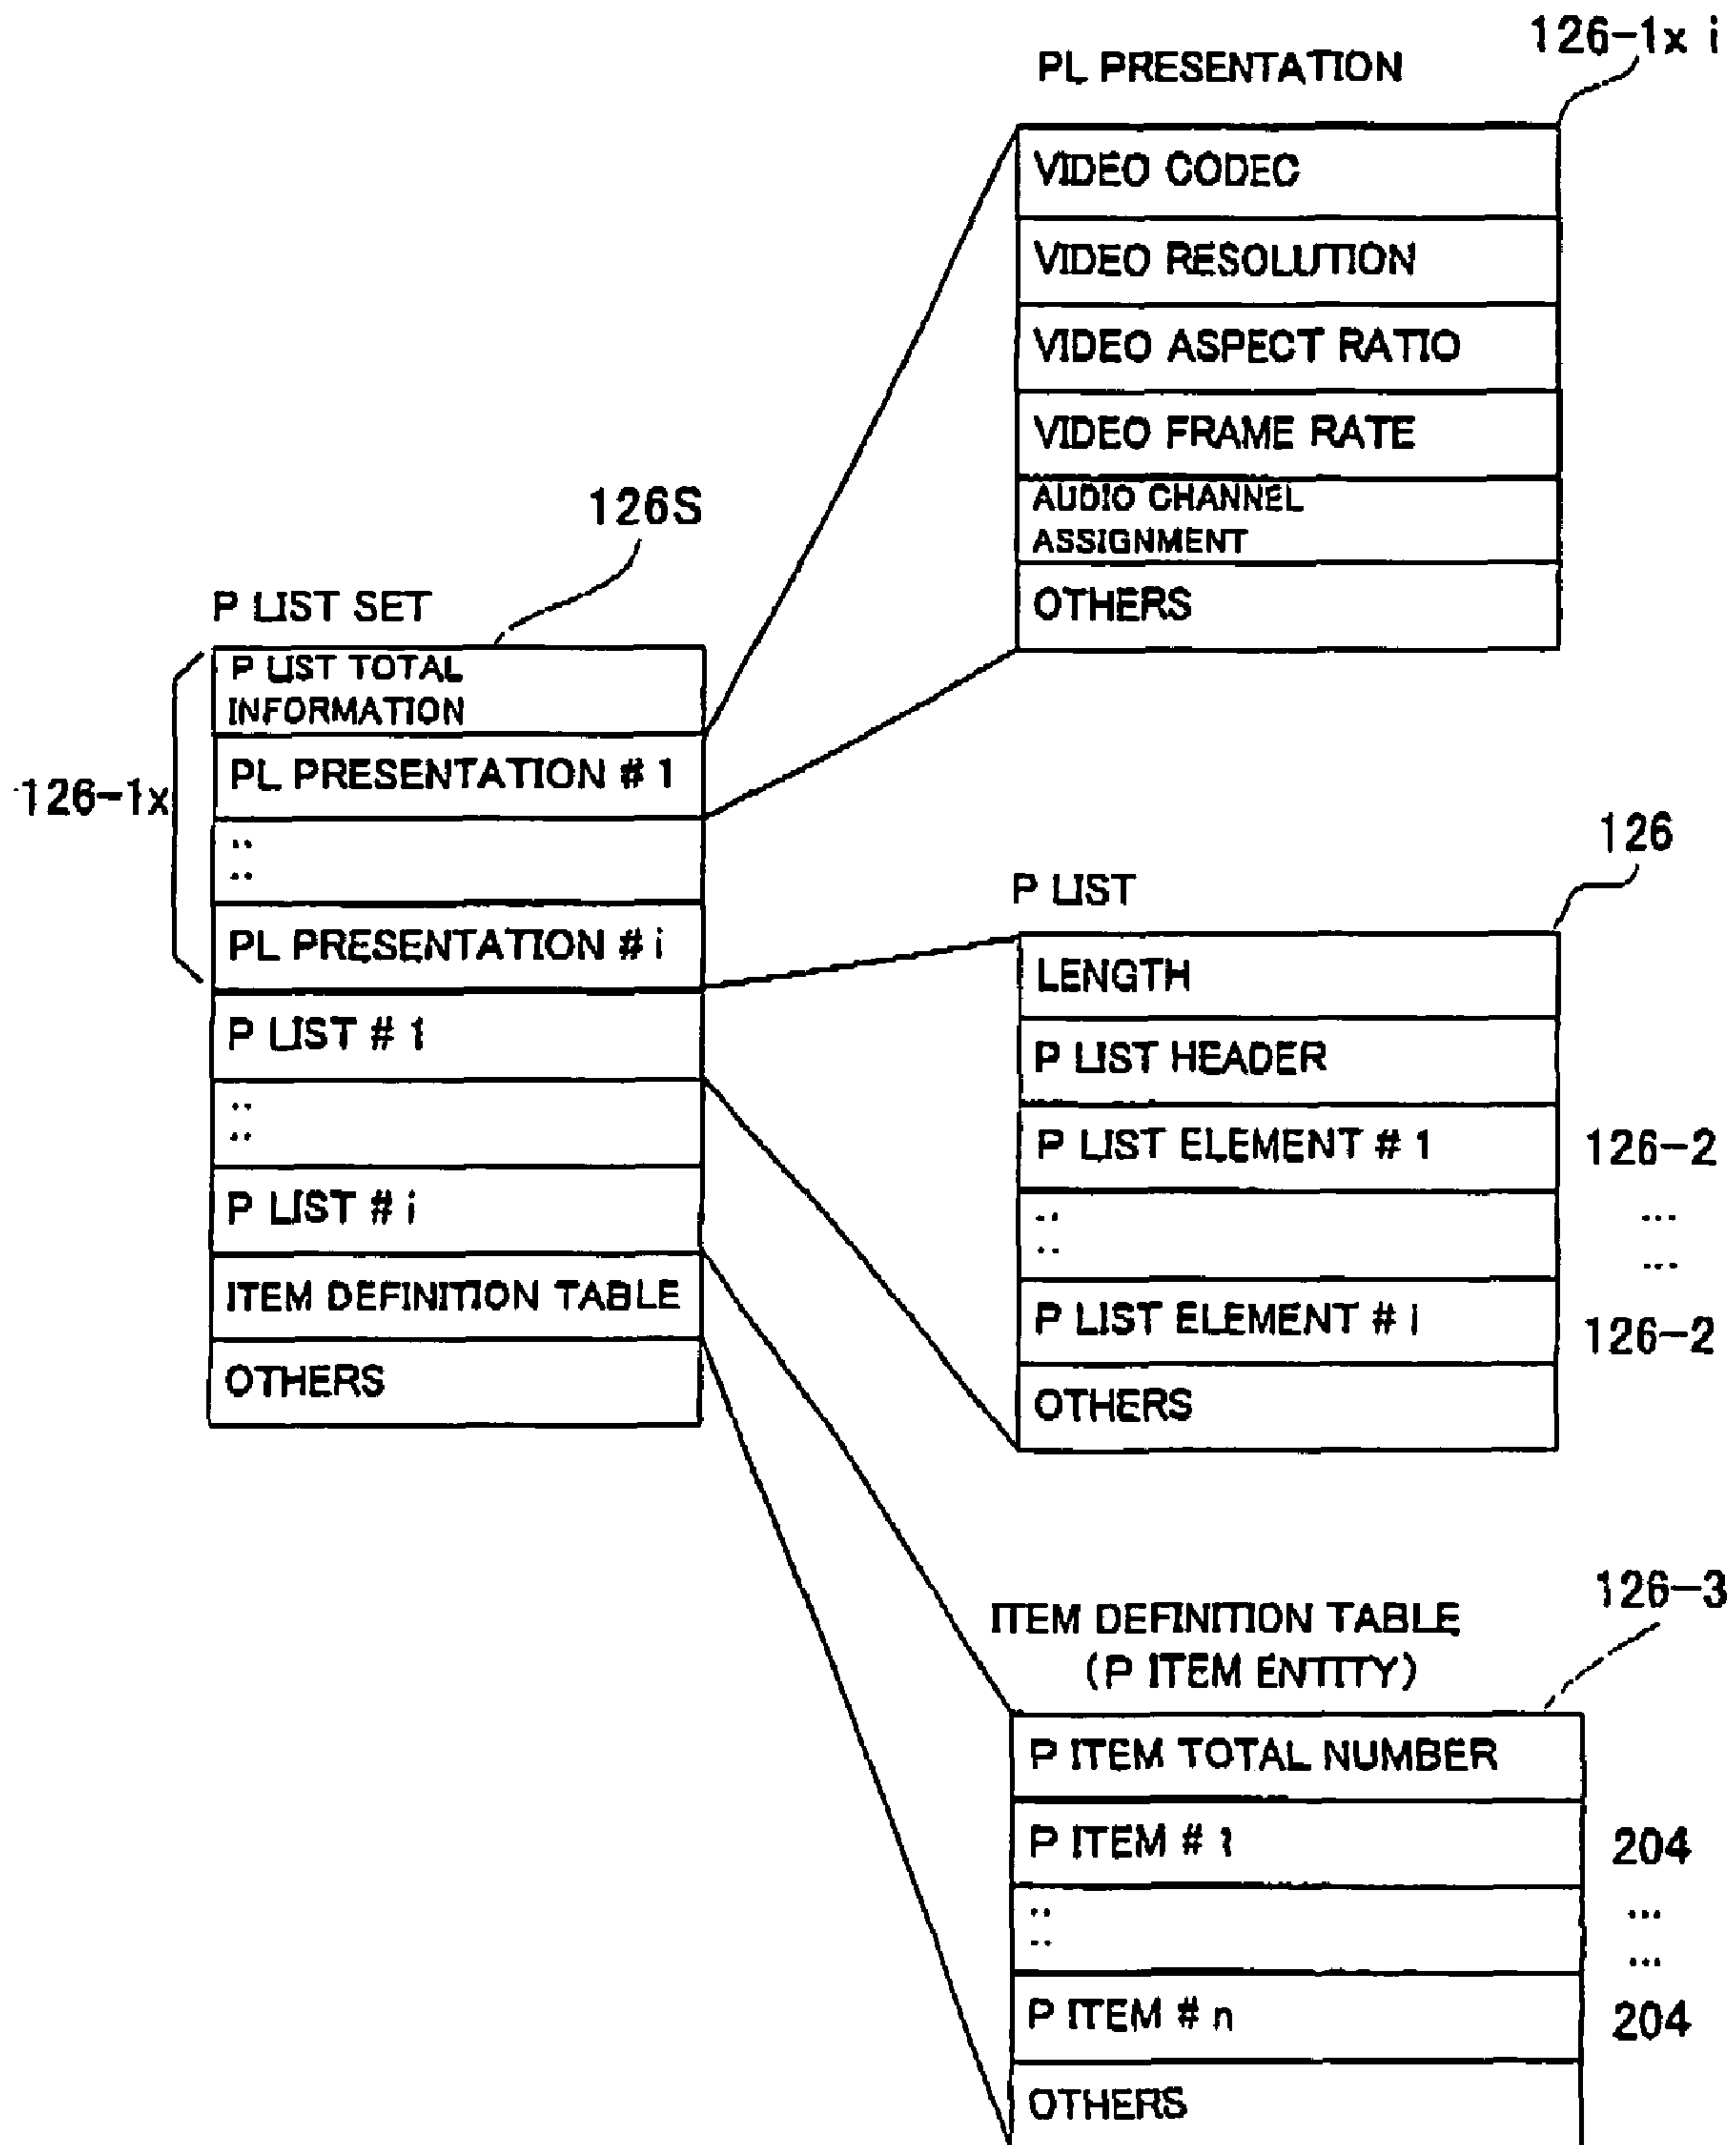 126-1x i
PL PRESENTATION
VIDEO CODEC
VIDEO RESOLUTION
VIDEO ASPECT RATIO
VIDEO FRAME RATE
AUDIO CHANNEL
ASSIGNMENT
OTHERS
126S
P LIST SET
P LIST TOTAL
INFORMATION
PL PRESENTATION # 1
126-1x
::
PL PRESENTATION # i
P LIST # 1
::
P LIST # i
ITEM DEFINITION TABLE
OTHERS
126
P LIST
LENGTH
P LIST HEADER
P LIST ELEMENT # 1 126-2
:: ...
...
P LIST ELEMENT # i 126-2
OTHERS
126-3
ITEM DEFINITION TABLE
(P ITEM ENTITY)
P ITEM TOTAL NUMBER
P ITEM # 1 204
:: ...
...
P ITEM # n 204
OTHERS